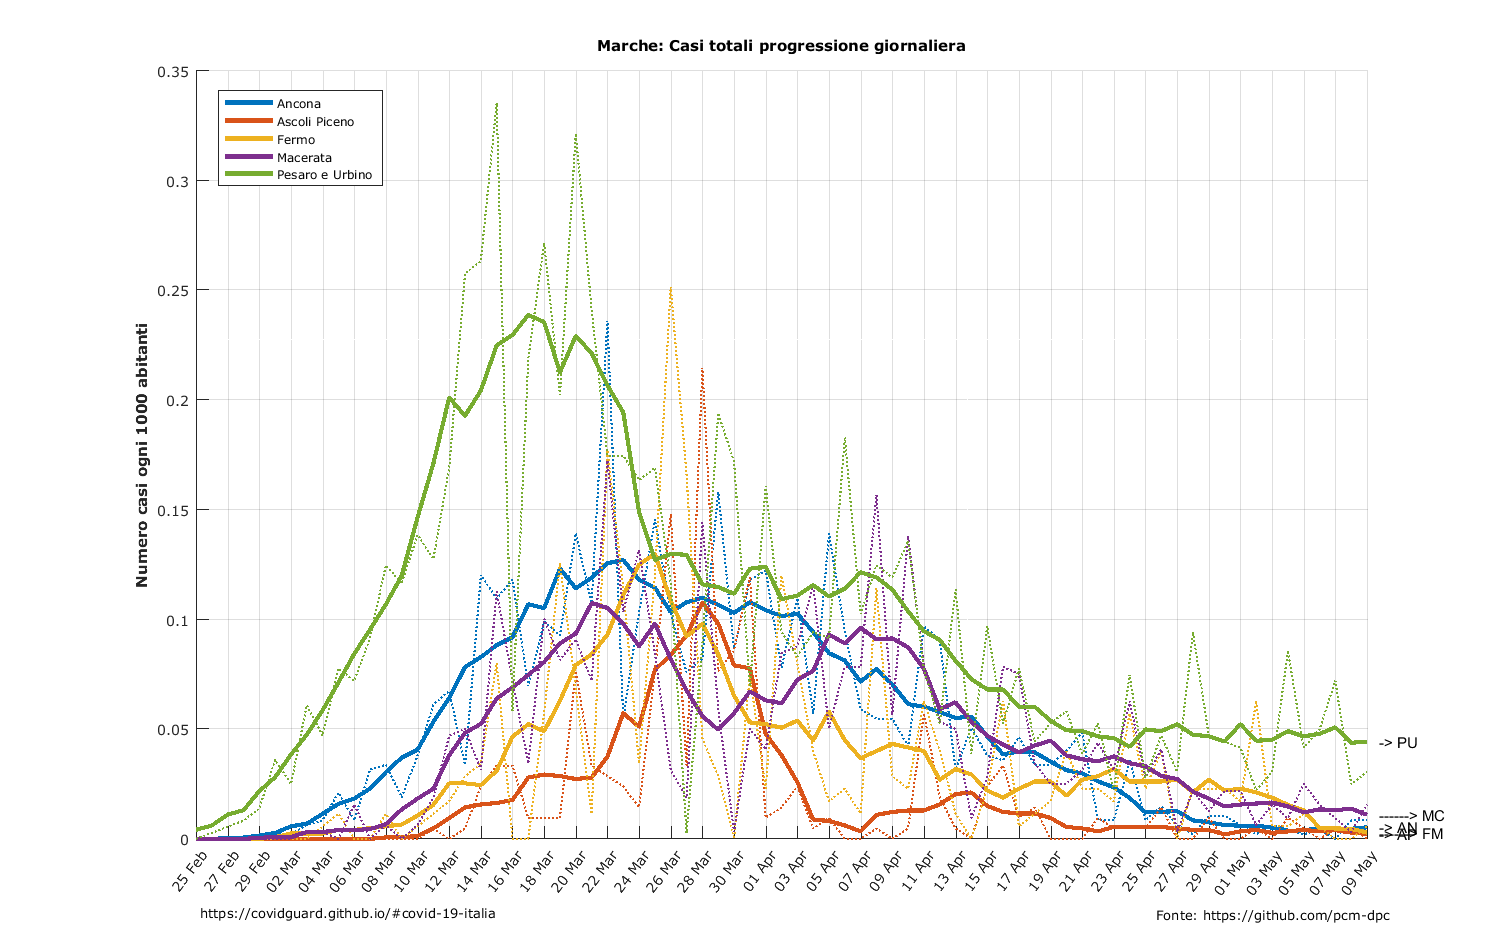 Marche: Casi totali progressione giornaliera
Numero casi ogni 1000 abitanti
0.35
0.3
0.25
0.2
0.15
0.1
0.05
0
Ancona
Ascoli Piceno
Fermo
Macerata
Pesaro e Urbino
-> PU
------> MC
-> AN
-> AP
FM
25 Feb
27 Feb
29 Feb
02 Mar
04 Mar
06 Mar
08 Mar
10 Mar
12 Mar
14 Mar
16 Mar
18 Mar
20 Mar
22 Mar
24 Mar
26 Mar
28 Mar
30 Mar
01 Apr
03 Apr
05 Apr
07 Apr
09 Apr
11 Apr
13 Apr
15 Apr
17 Apr
19 Apr
21 Apr
23 Apr
25 Apr
27 Apr
29 Apr
01 May
03 May
05 May
07 May
09 May
https://covidguard.github.io/#covid-19-italia
Fonte: https://github.com/pcm-dpc